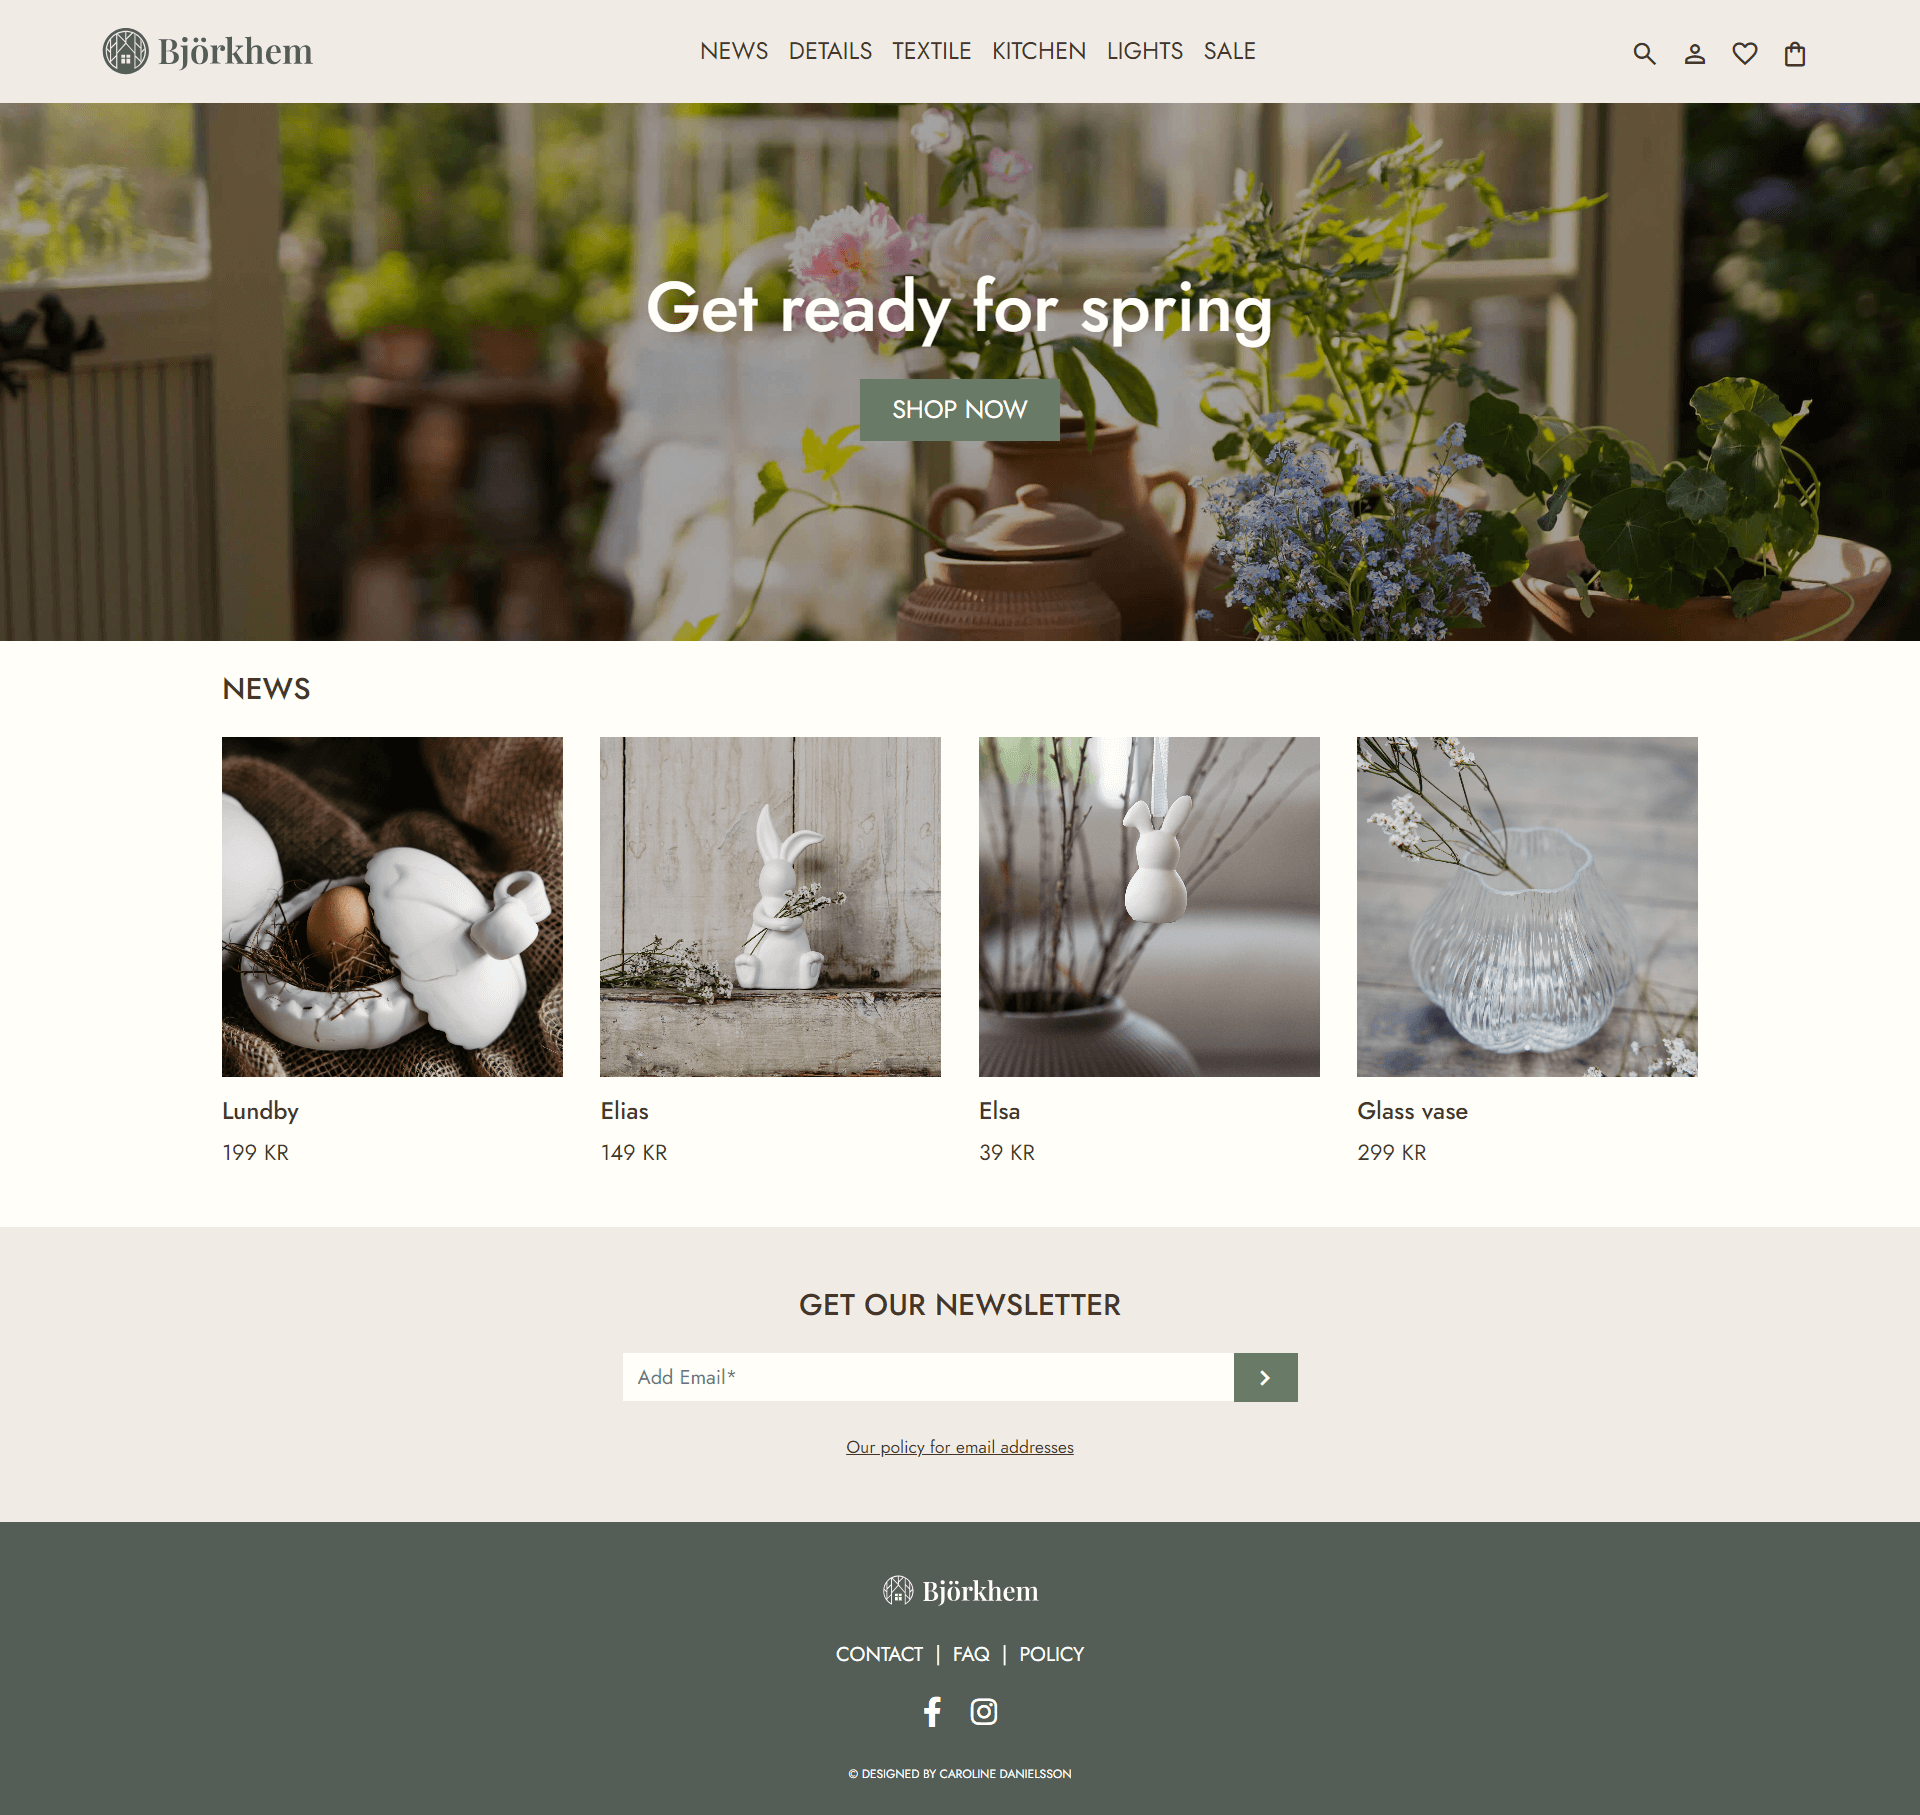 Björkhem
NEWS DETAILS TEXTILE KITCHEN LIGHTS SALE
Get ready for spring
SHOP NOW
NEWS
Lundby
199 KR
Elias
149 KR
Elsa
39 KR
Glass vase
299 KR
GET OUR NEWSLETTER
Add Email*
Our policy for email addresses
Björkhem
CONTACT | FAQ | POLICY
© DESIGNED BY CAROLINE DANIELSSON